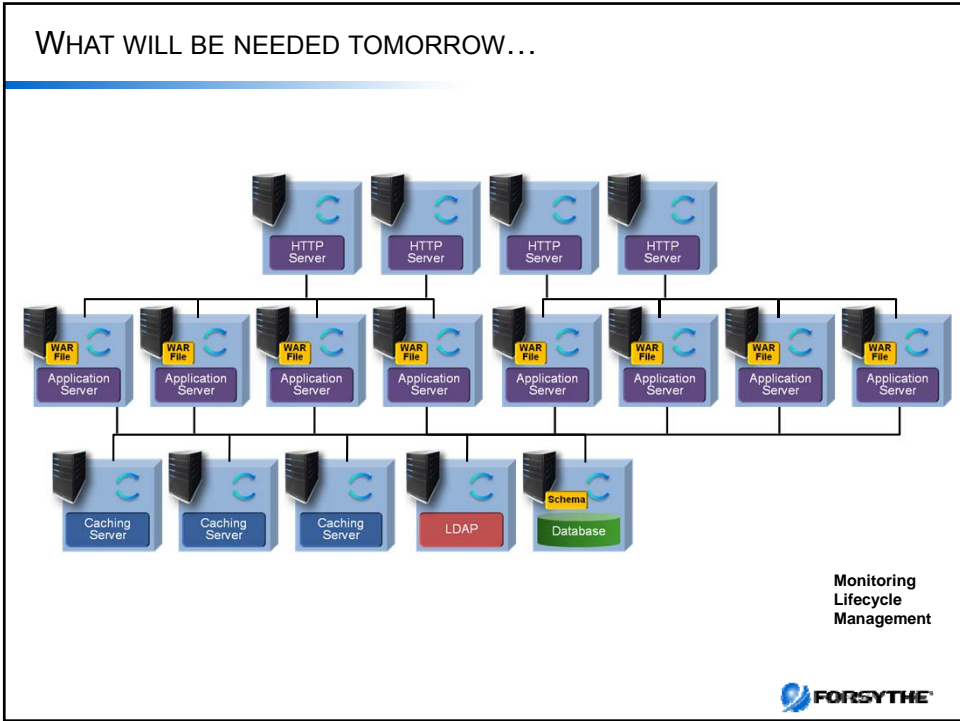 WHAT WILL BE NEEDED TOMORROW…
HTTP
Server
HTTP
Server
HTTP
Server
HTTP
Server
WAR
File
Application
Server
WAR
File
Application
Server
WAR
File
Application
Server
WAR
File
Application
Server
WAR
File
Application
Server
WAR
File
Application
Server
WAR
File
Application
Server
WAR
File
Application
Server
Caching
Server
Caching
Server
Caching
Server
LDAP
Schema
Database
Monitoring
Lifecycle
Management
FORSYTHE